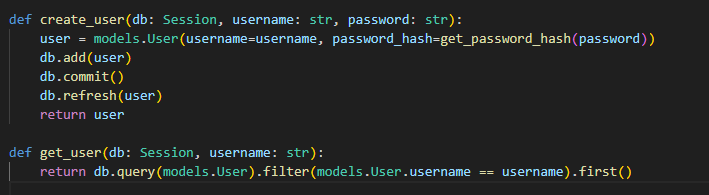 def create_user(db: Session, username: str, password: str):
    user = models.User(username=username, password_hash=get_password_hash(password))
    db.add(user)
    db.commit()
    db.refresh(user)
    return user

def get_user(db: Session, username: str):
    return db.query(models.User).filter(models.User.username == username).first()